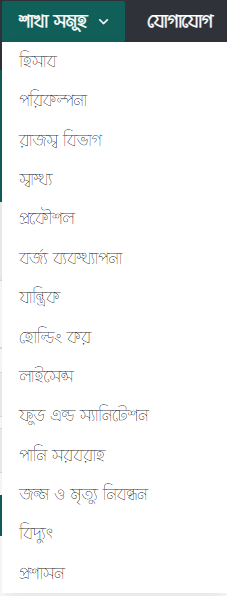 শাখা সমূহ যোগাযোগ
হিসাব
পরিকল্পনা
রাজস্ব বিভাগ
স্বাস্থ্য
প্রকৌশল
বর্জ্য ব্যবস্থাপনা
যান্ত্রিক
হোল্ডিং কর
লাইসেন্স
ফুড এন্ড স্যানিটেশন
পানি সরবরাহ
জন্ম ও মৃত্যু নিবন্ধন
বিদ্যুৎ
প্রশাসন